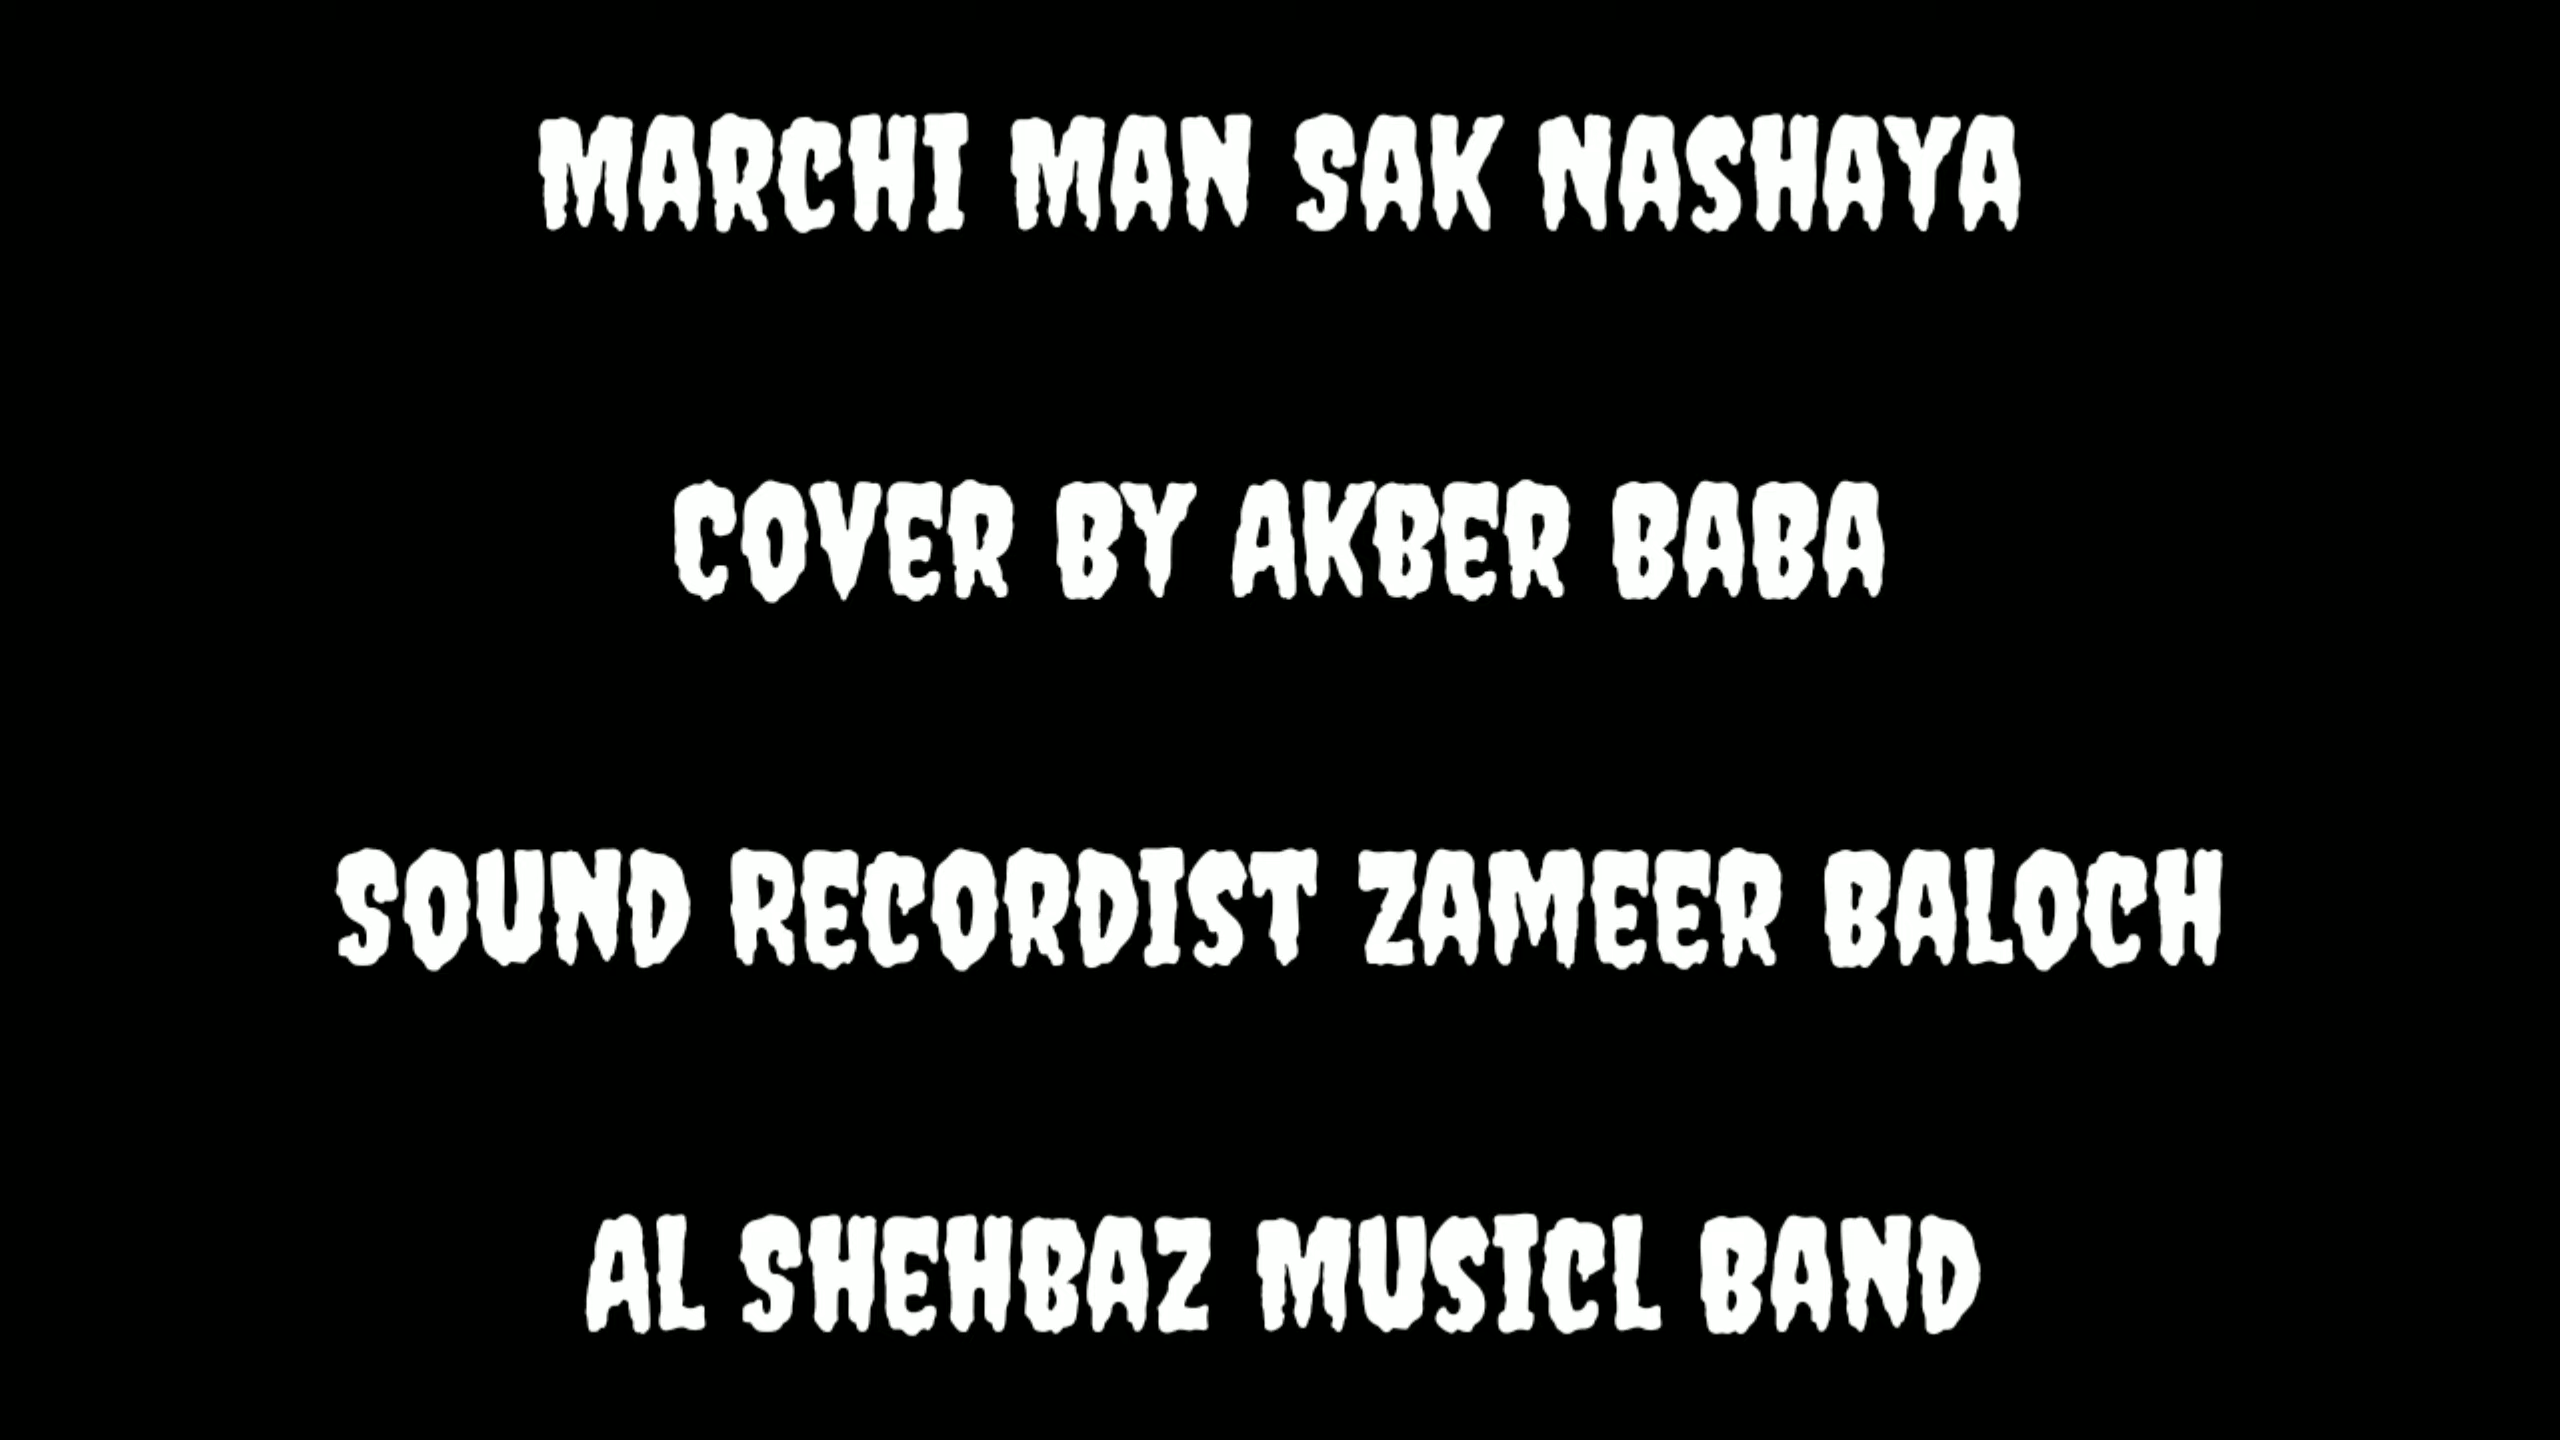 MARCHI MAN SAK NASHAYA
COVER BY AKBER BABA
SOUND RECORDIST ZAMEER BALOCH
AL SHEHBAZ MUSICL BAND